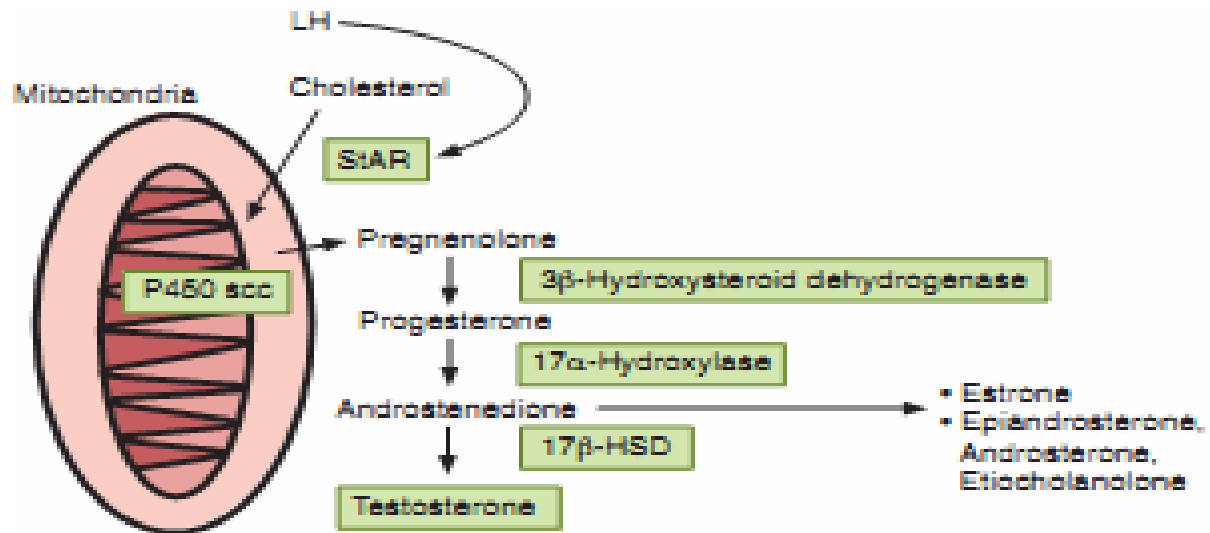 LH
Cholesterol
Mitochondria
StAR
Pregnenolone
3β-Hydroxysteroid dehydrogenase
P450 scc
Progesterone
17α-Hydroxylase
Androstenedione
• Estrone
• Epiandrosterone,
Androsterone,
Etiocholanolone
17β-HSD
Testosterone